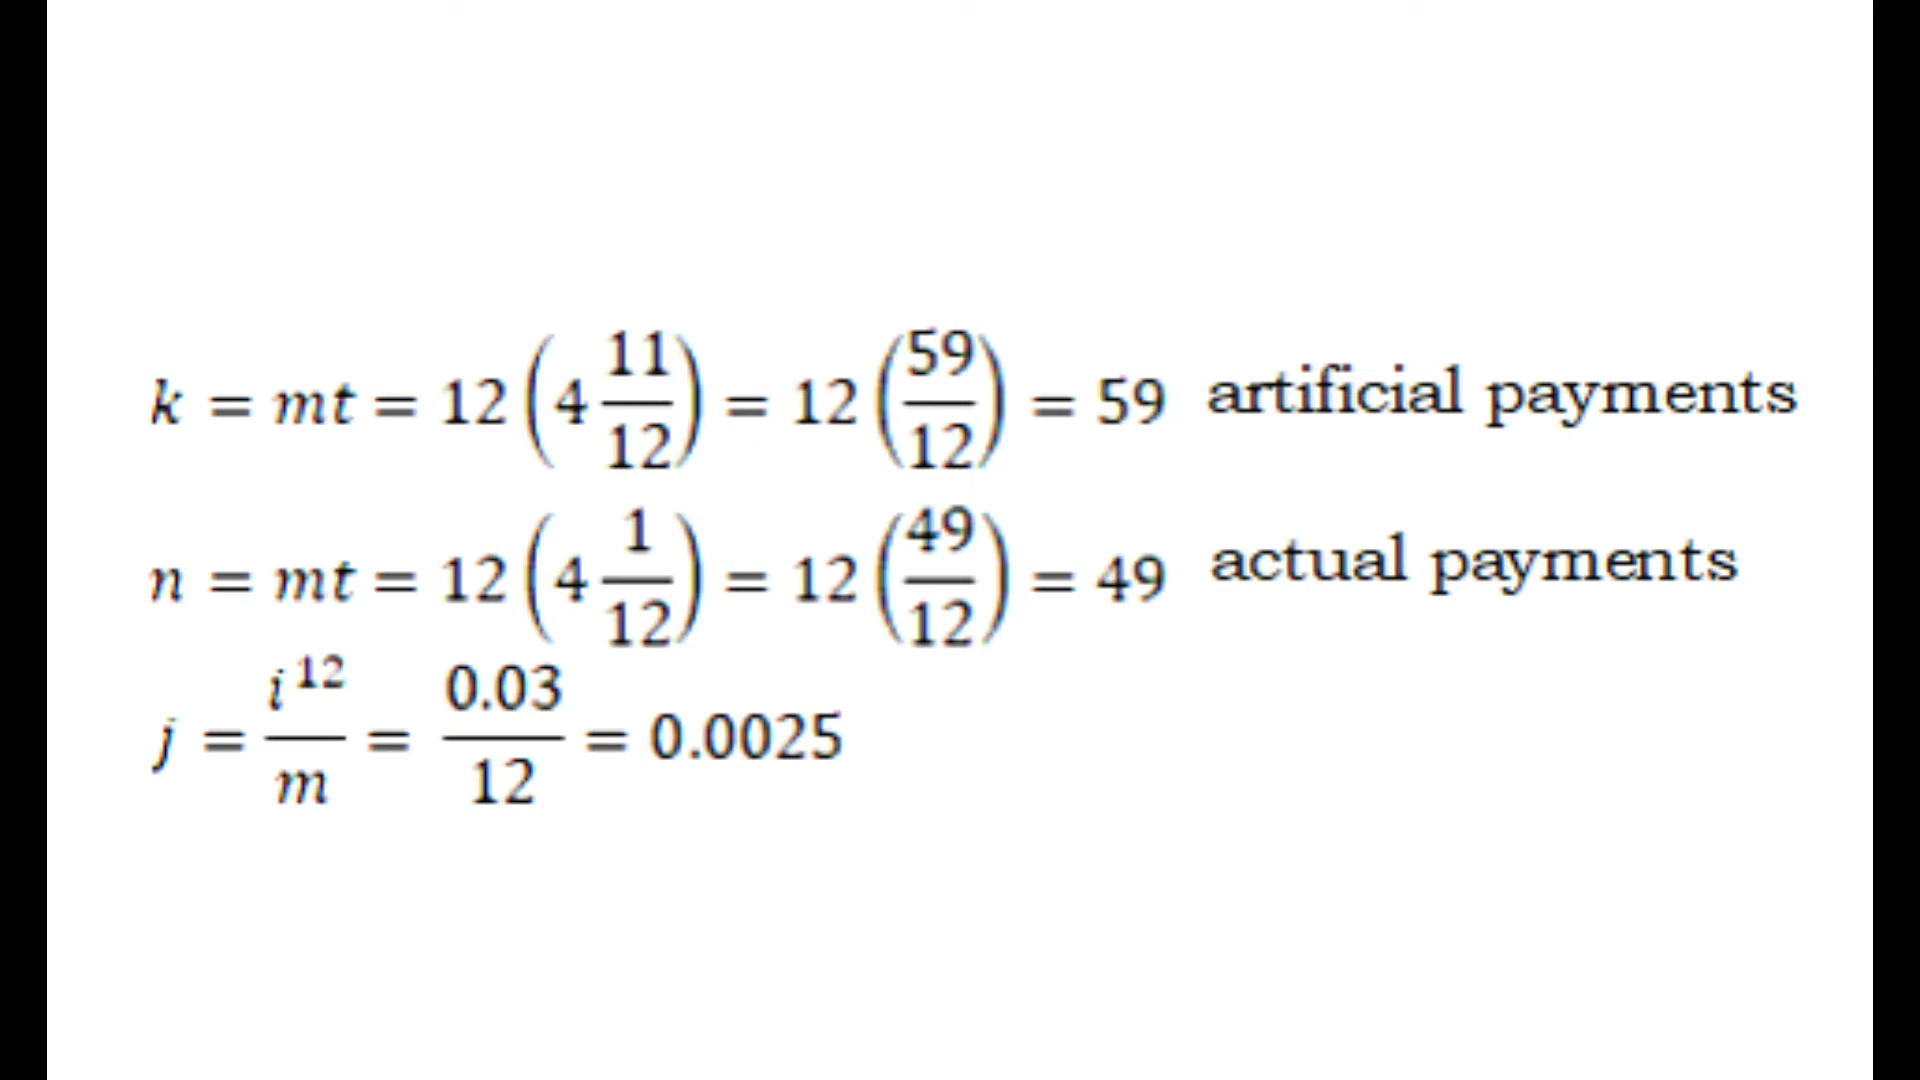 k = mt = 12 (4 11/12) = 12 (59/12) = 59 artificial payments
n = mt = 12 (4 1/12) = 12 (49/12) = 49 actual payments
j = i^12/m = 0.03/12 = 0.0025